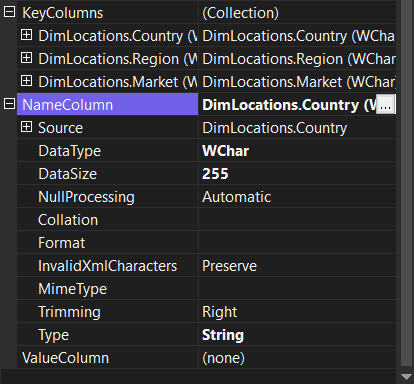 KeyColumns (Collection)
DimLocations.Country (W DimLocations.Country (WChar
DimLocations.Region (W DimLocations.Region (WChar)
DimLocations.Market (W DimLocations.Market (WChar)
NameColumn DimLocations.Country (W ...
Source DimLocations.Country
DataType WChar
DataSize 255
NullProcessing Automatic
Collation
Format
InvalidXmlCharacters Preserve
MimeType
Trimming Right
Type String
ValueColumn (none)